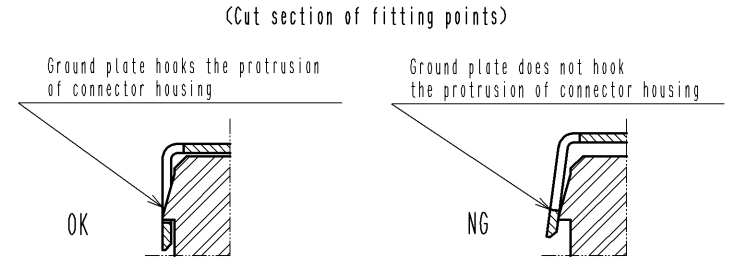 (Cut section of fitting points)
Ground plate hooks the protrusion
of connector housing
Ground plate does not hook
the protrusion of connector housing
OK
NG